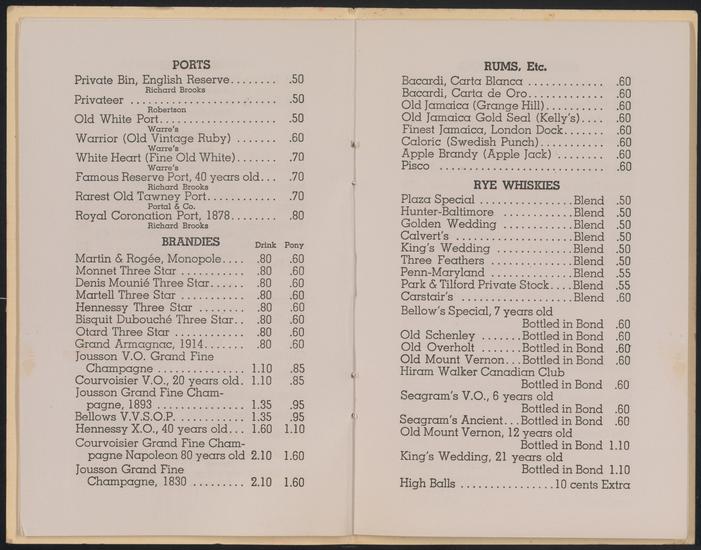 PORTS
Private Bin, English Reserve........ .50
Richard Brooks
Privateer ...................... .50
Robertson
Old White Port................. .50
Warre's
Warrior (Old Vintage Ruby) ....... .60
Warre's
White Heart (Fine Old White)....... .70
Warre's
Famous Reserve Port, 40 years old... .70
Richard Brooks
Rarest Old Tawney Port............ .70
Portal & Co.
Royal Coronation Port, 1878........ .80
Richard Brooks
BRANDIES Drink Pony
Martin & Rogée, Monopole.... .80 .60
Monnet Three Star ........... .80 .60
Denis Mounié Three Star...... .80 .60
Martell Three Star ........... .80 .60
Hennessy Three Star ........ .80 .60
Bisquit Dubouché Three Star.. .80 .60
Otard Three Star ............ .80 .60
Grand Armagnac, 1914....... .80 .60
Jousson V.O. Grand Fine
Champagne ............... 1.10 .85
Courvoisier V.O., 20 years old. 1.10 .85
Jousson Grand Fine Cham-
pagne, 1893 ............... 1.35 .95
Bellows V.V.S.O.P. ........... 1.35 .95
Hennessy X.O., 40 years old... 1.60 1.10
Courvoisier Grand Fine Cham-
pagne Napoleon 80 years old 2.10 1.60
Jousson Grand Fine
Champagne, 1830 ......... 2.10 1.60
RUMS, Etc.
Bacardi, Carta Blanca ............. .60
Bacardi, Carta de Oro............. .60
Old Jamaica (Grange Hill).......... .60
Old Jamaica Gold Seal (Kelly's).... .60
Finest Jamaica, London Dock....... .60
Caloric (Swedish Punch)........... .60
Apple Brandy (Apple Jack) ........ .60
Pisco ............................ .60
RYE WHISKIES
Plaza Special ................Blend .50
Hunter-Baltimore ............Blend .50
Golden Wedding ............Blend .50
Calvert's ....................Blend .50
King's Wedding .............Blend .50
Three Feathers ..............Blend .50
Penn-Maryland ..............Blend .55
Park & Tilford Private Stock....Blend .55
Carstair's ....................Blend .60
Bellow's Special, 7 years old
Bottled in Bond .60
Old Schenley .......Bottled in Bond .60
Old Overholt .......Bottled in Bond .60
Old Mount Vernon...Bottled in Bond .60
Hiram Walker Canadian Club
Bottled in Bond .60
Seagram's V.O., 6 years old
Bottled in Bond .60
Seagram's Ancient...Bottled in Bond .60
Old Mount Vernon, 12 years old
Bottled in Bond 1.10
King's Wedding, 21 years old
Bottled in Bond 1.10
High Balls ................10 cents Extra